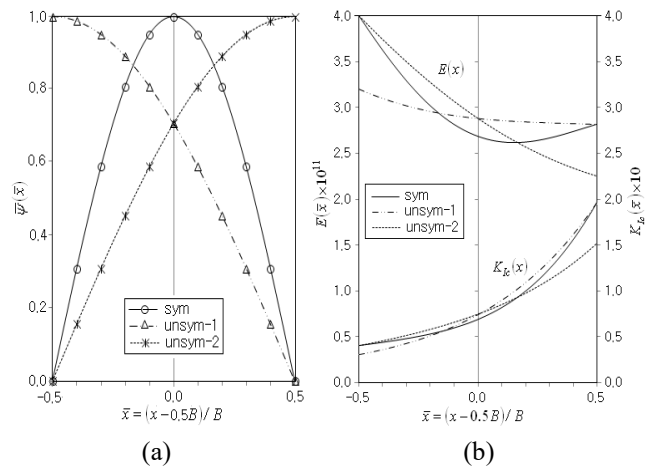 1.0
0.8
0.6
0.4
0.2
0.0
ψ̅(x̅)
sym
unsym-1
unsym-2
-0.5
0.0
0.5
x̅ = (x - 0.5B) / B
(a)
4.0
3.5
3.0
2.5
2.0
1.5
1.0
0.5
0.0
E(x̅)×10¹¹
E(x)
sym
unsym-1
unsym-2
K_Ic(x)
4.0
3.5
3.0
2.5
2.0
1.5
1.0
0.5
0.0
K_Ic(x̅)×10
-0.5
0.0
0.5
x̅ = (x - 0.5B) / B
(b)